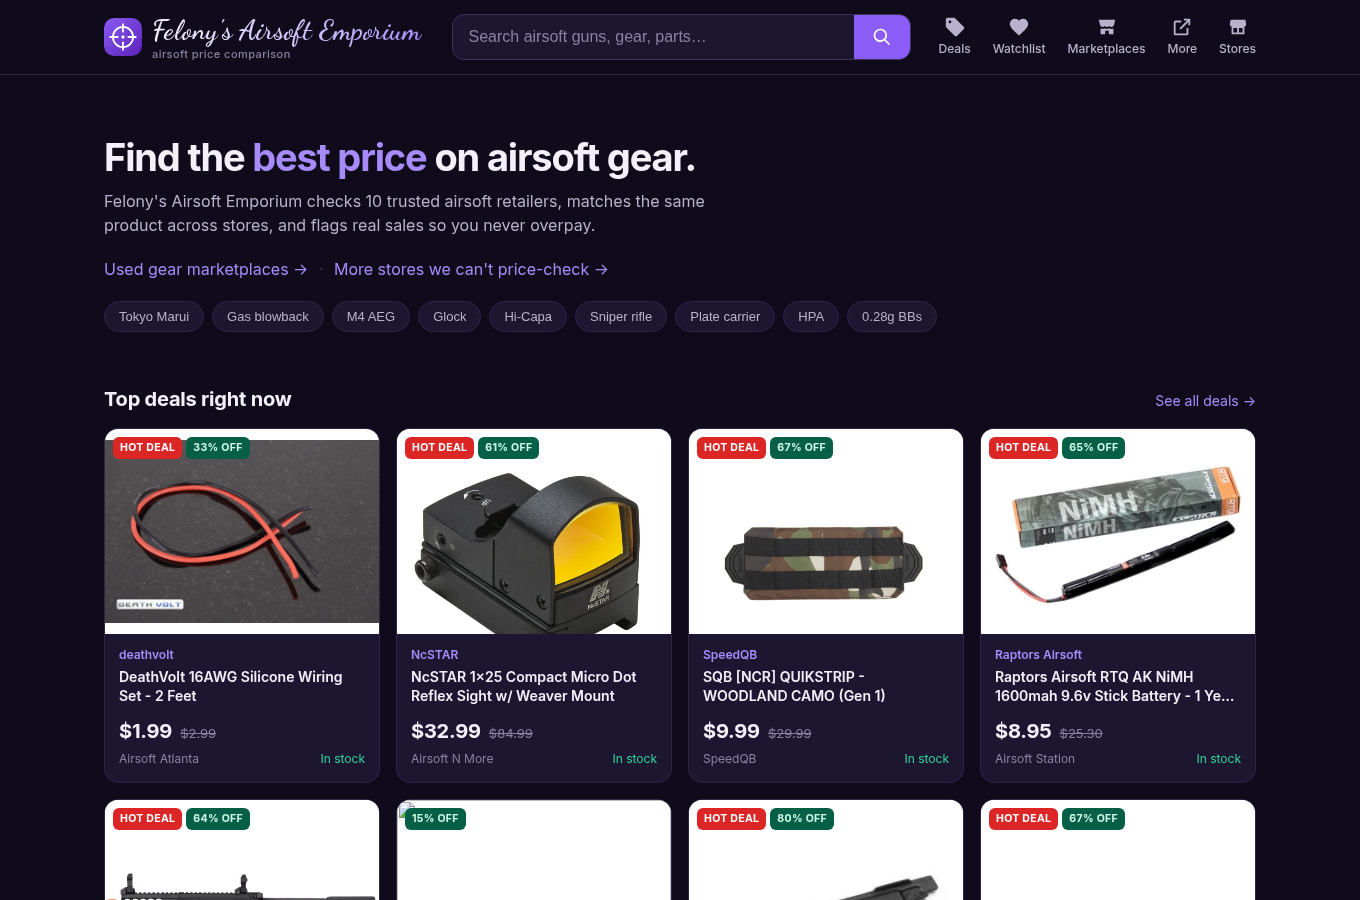 Felony's Airsoft Emporium
airsoft price comparison
Search airsoft guns, gear, parts…
Deals
Watchlist
Marketplaces
More
Stores
Find the best price on airsoft gear.
Felony's Airsoft Emporium checks 10 trusted airsoft retailers, matches the same
product across stores, and flags real sales so you never overpay.
Used gear marketplaces → · More stores we can't price-check →
Tokyo Marui
Gas blowback
M4 AEG
Glock
Hi-Capa
Sniper rifle
Plate carrier
HPA
0.28g BBs
Top deals right now
See all deals →
HOT DEAL 33% OFF
DEATH VOLT
deathvolt
DeathVolt 16AWG Silicone Wiring
Set - 2 Feet
$1.99 $2.99
Airsoft Atlanta
In stock
HOT DEAL 61% OFF
UP
NcSTAR
NcSTAR
NcSTAR 1×25 Compact Micro Dot
Reflex Sight w/ Weaver Mount
$32.99 $84.99
Airsoft N More
In stock
HOT DEAL 67% OFF
SpeedQB
SQB [NCR] QUIKSTRIP -
WOODLAND CAMO (Gen 1)
$9.99 $29.99
SpeedQB
In stock
HOT DEAL 65% OFF
NiMH
NiMH
Raptors Airsoft
Raptors Airsoft RTQ AK NiMH
1600mah 9.6v Stick Battery - 1 Ye…
$8.95 $25.30
Airsoft Station
In stock
HOT DEAL 64% OFF
15% OFF
HOT DEAL 80% OFF
HOT DEAL 67% OFF